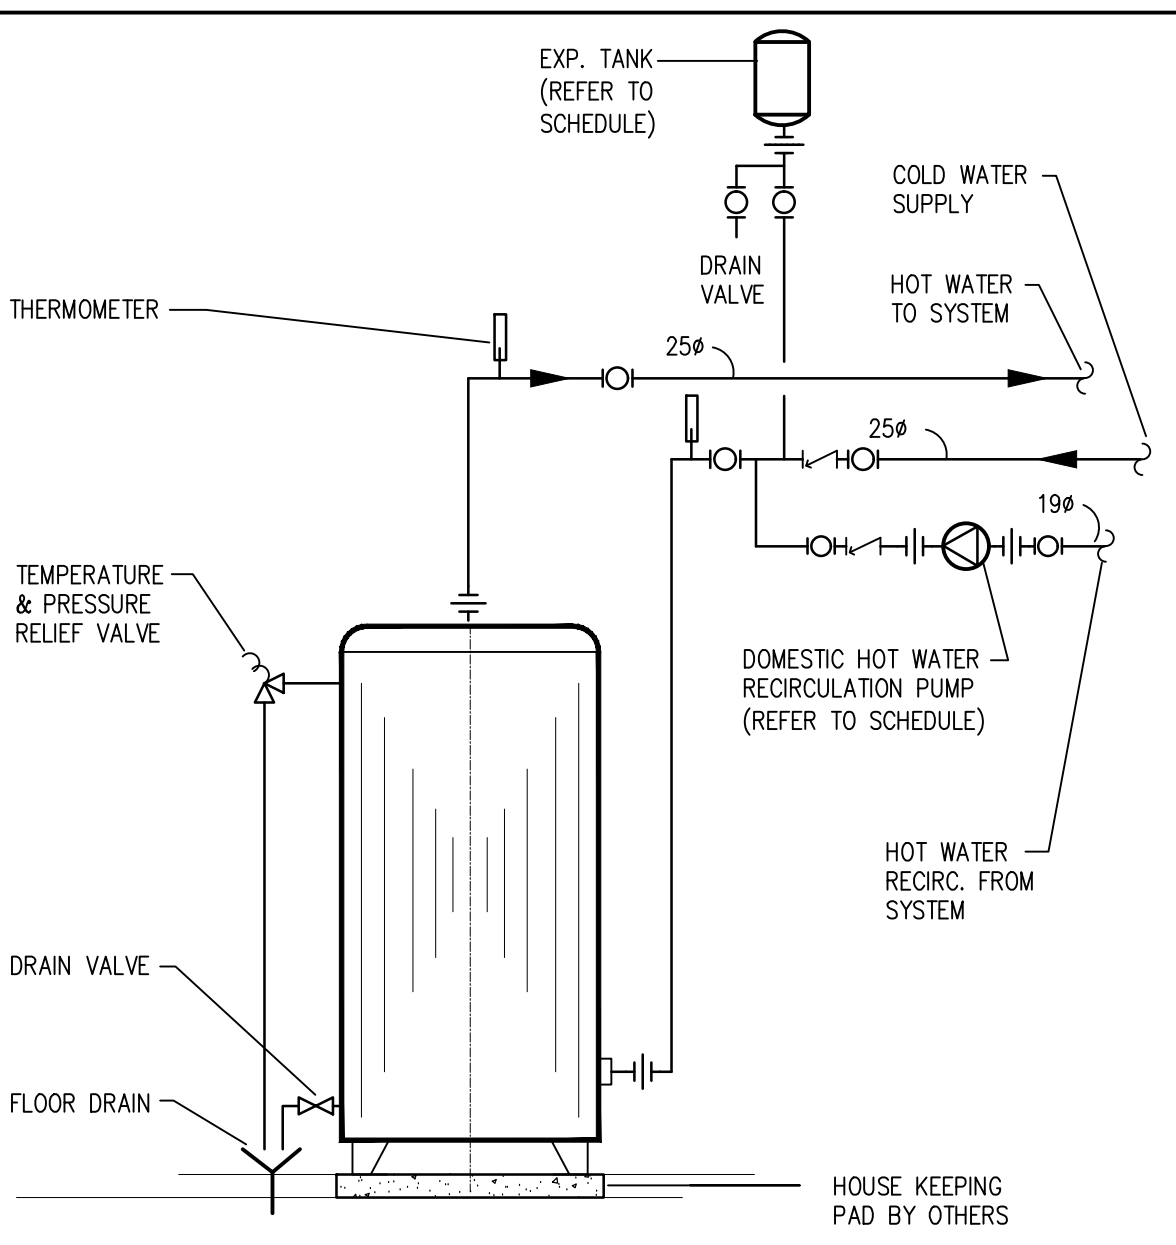 EXP. TANK
(REFER TO
SCHEDULE)
COLD WATER
SUPPLY
DRAIN
VALVE
HOT WATER
TO SYSTEM
THERMOMETER
25ø
25ø
19ø
TEMPERATURE
& PRESSURE
RELIEF VALVE
DOMESTIC HOT WATER
RECIRCULATION PUMP
(REFER TO SCHEDULE)
HOT WATER
RECIRC. FROM
SYSTEM
DRAIN VALVE
FLOOR DRAIN
HOUSE KEEPING
PAD BY OTHERS